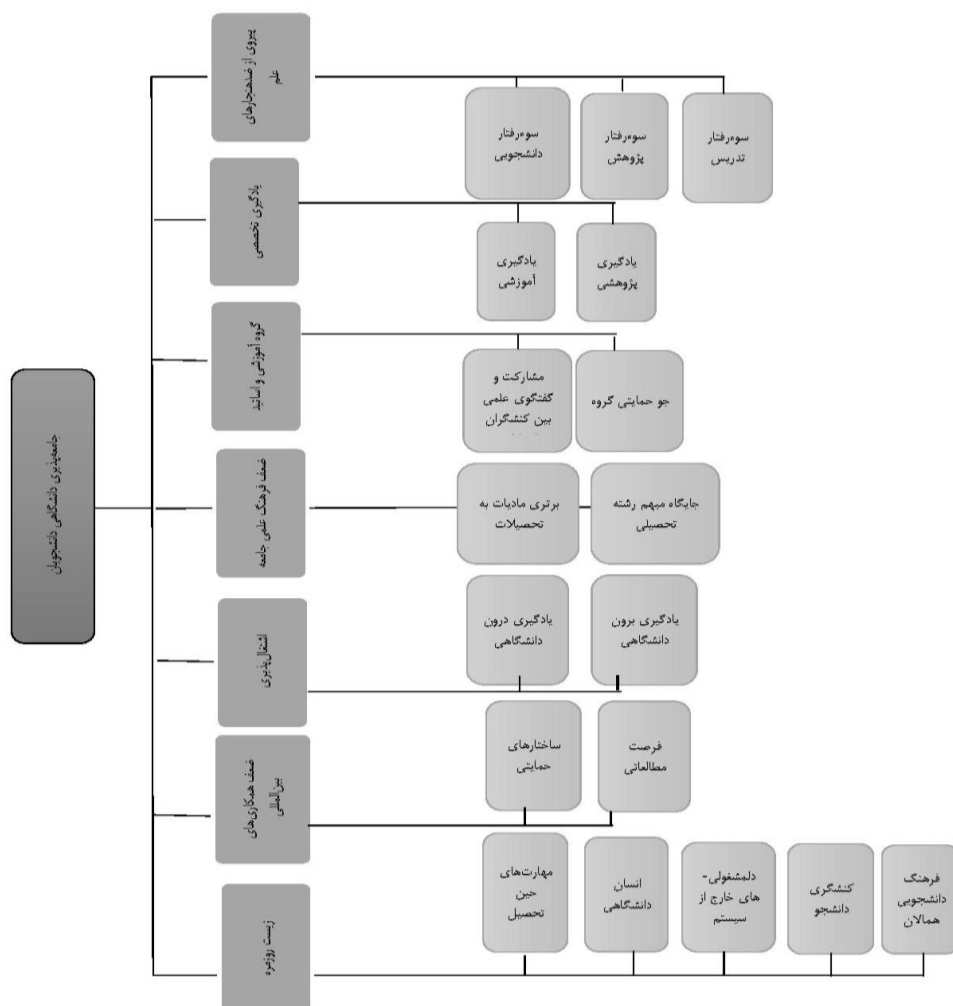 جامعه‌پذیری دانشگاهی دانشجویان
پیروی از ضدهنجارهای
علم
سوءرفتار
دانشجویی
سوءرفتار
پژوهش
سوءرفتار
تدریس
یادگیری تخصصی
یادگیری
آموزشی
یادگیری
پژوهشی
گروه آموزشی و اساتید
مشارکت و
گفتگوی علمی
بین کنشگران
جو حمایتی گروه
ضعف فرهنگ علمی جامعه
برتری مادیات به
تحصیلات
جایگاه مبهم رشته
تحصیلی
اشتغال‌پذیری
یادگیری درون
دانشگاهی
یادگیری برون
دانشگاهی
ضعف همکاری‌های
بین‌المللی
ساختارهای
حمایتی
فرصت
مطالعاتی
زیست روزمره
مهارت‌های
حین
تحصیل
انسان
دانشگاهی
دلمشغولی-
های خارج از
سیستم
کنشگری
دانشجو
فرهنگ
دانشجویی
همالان